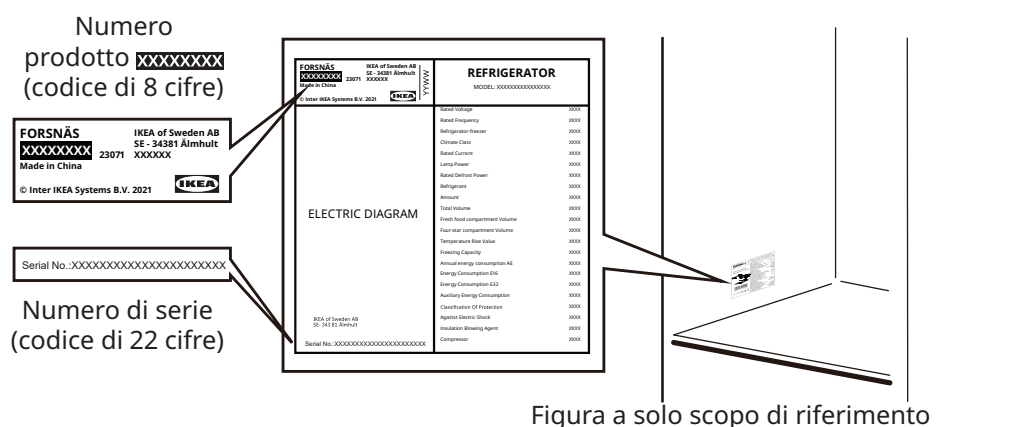 Numero
prodotto XXXXXXXX
(codice di 8 cifre)
FORSNÄS
XXXXXXXX 23071
Made in China
© Inter IKEA Systems B.V. 2021
IKEA of Sweden AB
SE - 34381 Älmhult
XXXXXX
IKEA
Serial No.:XXXXXXXXXXXXXXXXXXXXXX
Numero di serie
(codice di 22 cifre)
FORSNÄS
XXXXXXXX 23071
Made in China
© Inter IKEA Systems B.V. 2021
IKEA of Sweden AB
SE - 34381 Älmhult
XXXXXX
IKEA
YYWW
REFRIGERATOR
MODEL: XXXXXXXXXXXXXXXX
ELECTRIC DIAGRAM
IKEA of Sweden AB
SE- 343 81 Älmhult
Serial No.:XXXXXXXXXXXXXXXXXXXXXX
Rated Voltage XXXX
Rated Frequency XXXX
Refrigerator-freezer XXXX
Climate Class XXXX
Rated Current XXXX
Lamp Power XXXX
Rated Defrost Power XXXX
Refrigerant XXXX
Amount XXXX
Total Volume XXXX
Fresh food compartment Volume XXXX
Four-star compartment Volume XXXX
Temperature Rise Value XXXX
Freezing Capacity XXXX
Annual energy consumption AE XXXX
Energy Consumption E16 XXXX
Energy Consumption E32 XXXX
Auxiliary Energy Consumption XXXX
Classification Of Protection XXXX
Against Electric Shock XXXX
Insulation Blowing Agent XXXX
Compressor XXXX
Figura a solo scopo di riferimento